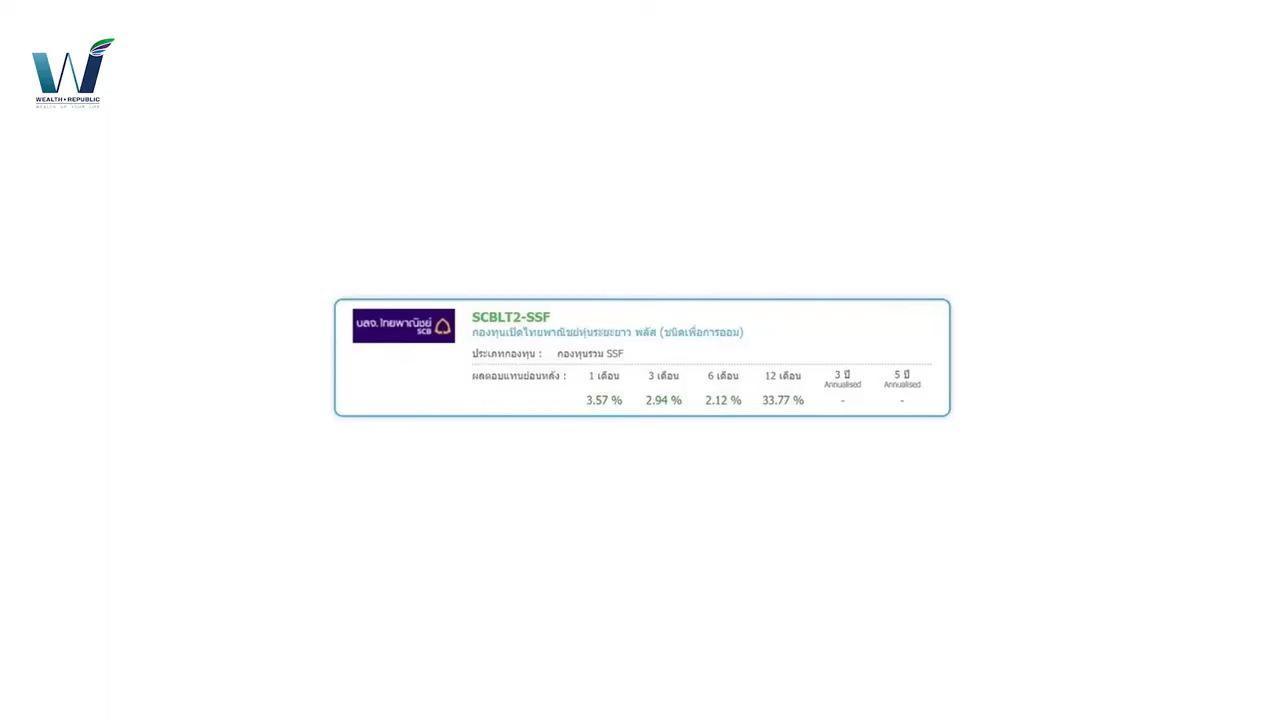 WEALTH•REPUBLIC
WEALTH UP YOUR LIFE
บลจ.ไทยพาณิชย์
SCB
SCBLT2-SSF
กองทุนเปิดไทยพาณิชย์หุ้นระยะยาว พลัส (ชนิดเพื่อการออม)
ประเภทกองทุน : กองทุนรวม SSF
ผลตอบแทนย้อนหลัง : 1 เดือน 3 เดือน 6 เดือน 12 เดือน 3 ปี 5 ปี
Annualised Annualised
3.57 % 2.94 % 2.12 % 33.77 % - -